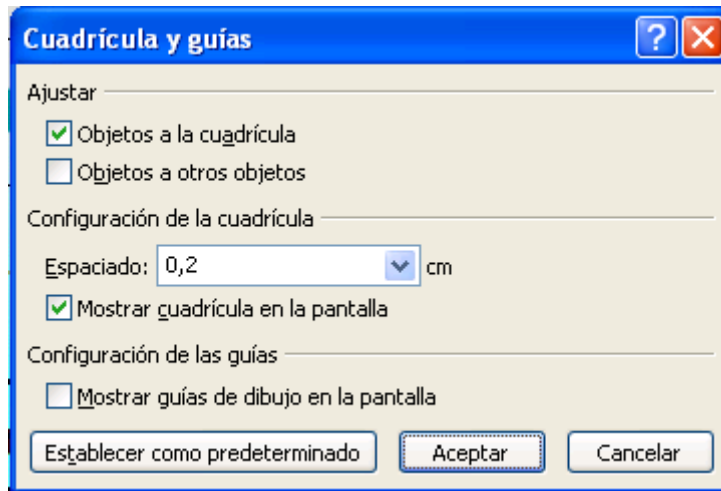 Cuadrícula y guías
Ajustar
Objetos a la cuadrícula
Objetos a otros objetos
Configuración de la cuadrícula
Espaciado: 0,2 cm
Mostrar cuadrícula en la pantalla
Configuración de las guías
Mostrar guías de dibujo en la pantalla
Establecer como predeterminado Aceptar Cancelar